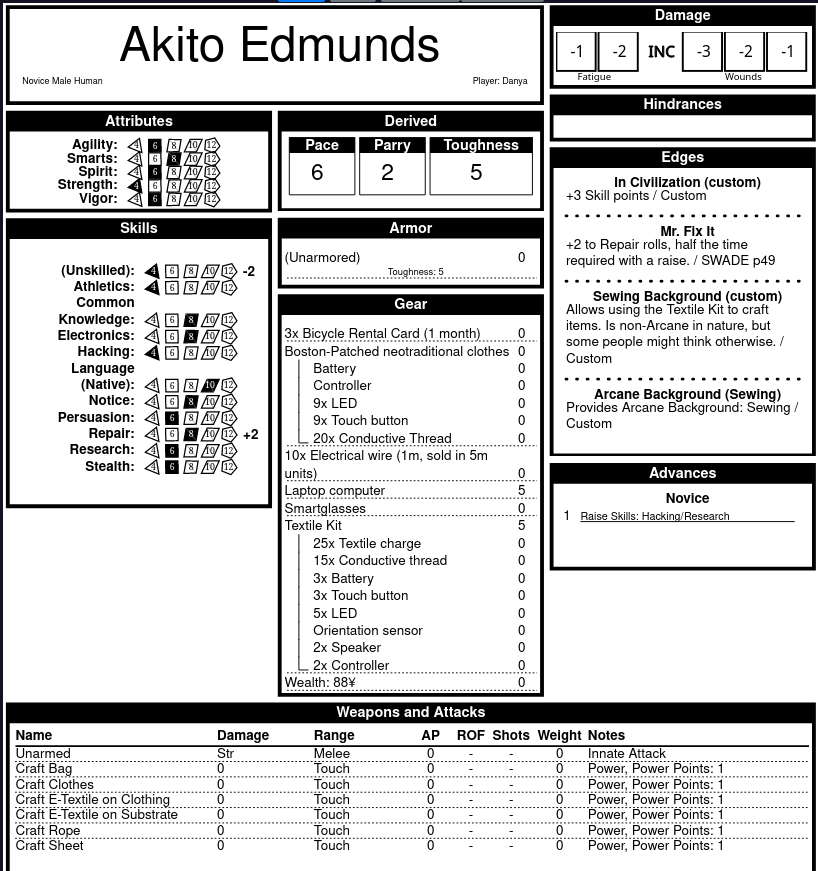 Akito Edmunds
Novice Male Human
Player: Danya
Damage
-1 -2 INC -3 -2 -1
Fatigue Wounds
Hindrances
Attributes
Agility: 4 6 8 10 12
Smarts: 4 6 8 10 12
Spirit: 4 6 8 10 12
Strength: 4 6 8 10 12
Vigor: 4 6 8 10 12
Derived
Pace Parry Toughness
6 2 5
Edges
In Civilization (custom)
+3 Skill points / Custom
Mr. Fix It
+2 to Repair rolls, half the time
required with a raise. / SWADE p49
Sewing Background (custom)
Allows using the Textile Kit to craft
items. Is non-Arcane in nature, but
some people might think otherwise. /
Custom
Arcane Background (Sewing)
Provides Arcane Background: Sewing /
Custom
Skills
(Unskilled): 4 6 8 10 12 -2
Athletics: 4 6 8 10 12
Common
Knowledge: 4 6 8 10 12
Electronics: 4 6 8 10 12
Hacking: 4 6 8 10 12
Language
(Native): 4 6 8 10 12
Notice: 4 6 8 10 12
Persuasion: 4 6 8 10 12
Repair: 4 6 8 10 12 +2
Research: 4 6 8 10 12
Stealth: 4 6 8 10 12
Armor
(Unarmored) 0
Toughness: 5
Gear
3x Bicycle Rental Card (1 month) 0
Boston-Patched neotraditional clothes 0
Battery 0
Controller 0
9x LED 0
9x Touch button 0
20x Conductive Thread 0
10x Electrical wire (1m, sold in 5m
units) 0
Laptop computer 5
Smartglasses 0
Textile Kit 5
25x Textile charge 0
15x Conductive thread 0
3x Battery 0
3x Touch button 0
5x LED 0
Orientation sensor 0
2x Speaker 0
2x Controller 0
Wealth: 88¥ 0
Advances
Novice
1 Raise Skills: Hacking/Research
Weapons and Attacks
Name Damage Range AP ROF Shots Weight Notes
Unarmed Str Melee 0 - - 0 Innate Attack
Craft Bag 0 Touch 0 - - 0 Power, Power Points: 1
Craft Clothes 0 Touch 0 - - 0 Power, Power Points: 1
Craft E-Textile on Clothing 0 Touch 0 - - 0 Power, Power Points: 1
Craft E-Textile on Substrate 0 Touch 0 - - 0 Power, Power Points: 1
Craft Rope 0 Touch 0 - - 0 Power, Power Points: 1
Craft Sheet 0 Touch 0 - - 0 Power, Power Points: 1